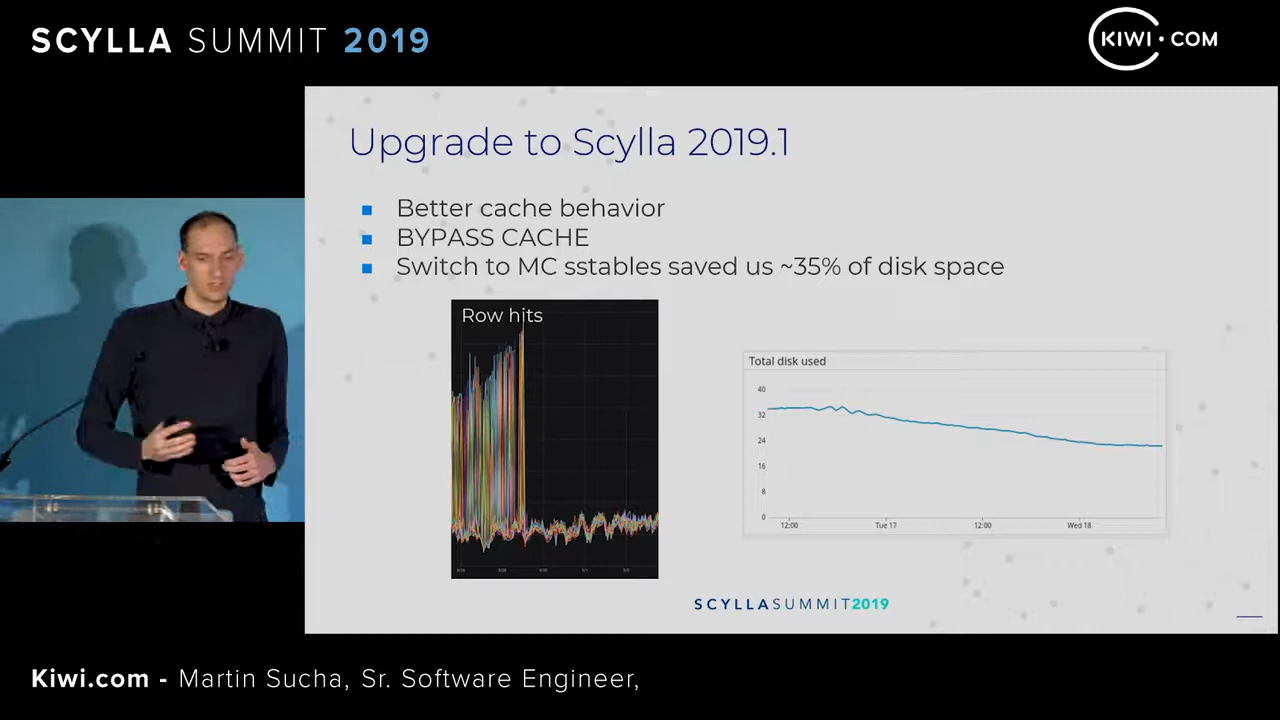 SCYLLA SUMMIT 2019
KIWI.COM
Upgrade to Scylla 2019.1
Better cache behavior
BYPASS CACHE
Switch to MC sstables saved us ~35% of disk space
Row hits
Total disk used
40
32
24
16
8
0
12:00 Tue 17 12:00 Wed 18
SCYLLASUMMIT2019
Kiwi.com - Martin Sucha, Sr. Software Engineer,